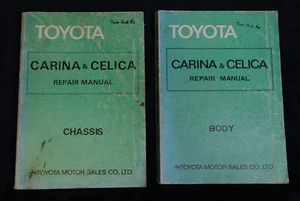 TOYOTA
CARINA & CELICA
REPAIR MANUAL
CHASSIS
TOYOTA MOTOR SALES CO., LTD.
TOYOTA
CARINA & CELICA
REPAIR MANUAL
BODY
TOYOTA MOTOR SALES CO., LTD.